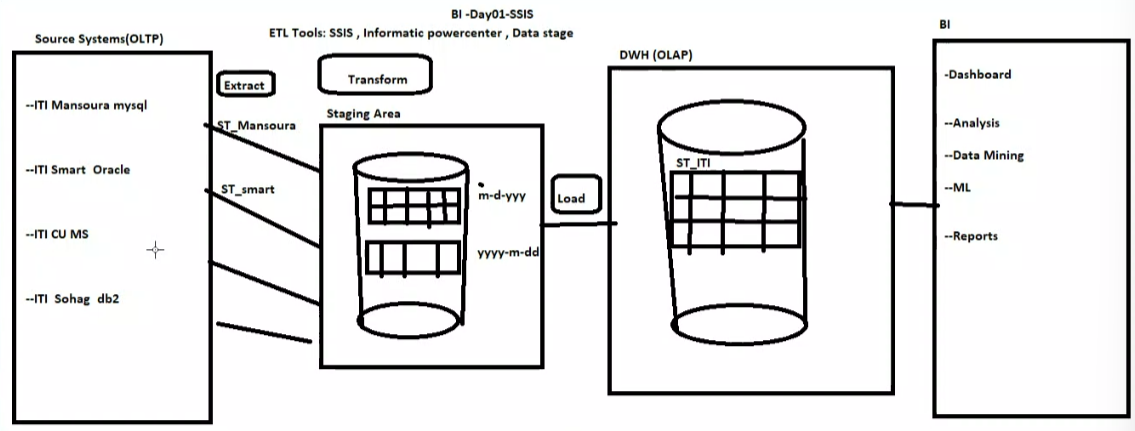 BI -Day01-SSIS
ETL Tools: SSIS , Informatic powercenter , Data stage
Source Systems(OLTP)
--ITI Mansoura mysql
--ITI Smart Oracle
--ITI CU MS
--ITI Sohag db2
Extract
ST_Mansoura
ST_smart
Transform
Staging Area
m-d-yyy
yyyy-m-dd
Load
DWH (OLAP)
ST_ITI
BI
-Dashboard
--Analysis
--Data Mining
--ML
--Reports